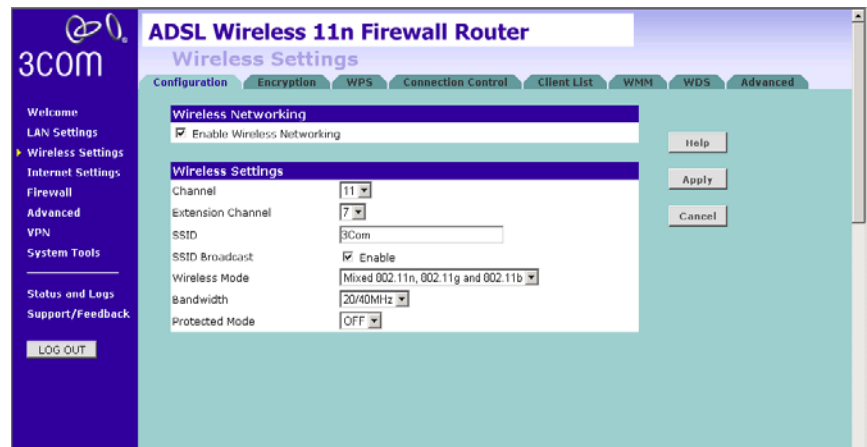 3COM
ADSL Wireless 11n Firewall Router
Wireless Settings
Configuration Encryption WPS Connection Control Client List WMM WDS Advanced
Welcome
LAN Settings
Wireless Settings
Internet Settings
Firewall
Advanced
VPN
System Tools
Status and Logs
Support/Feedback
LOG OUT
Wireless Networking
Enable Wireless Networking
Wireless Settings
Channel 11
Extension Channel 7
SSID 3Com
SSID Broadcast Enable
Wireless Mode Mixed 802.11n, 802.11g and 802.11b
Bandwidth 20/40MHz
Protected Mode OFF
Help
Apply
Cancel